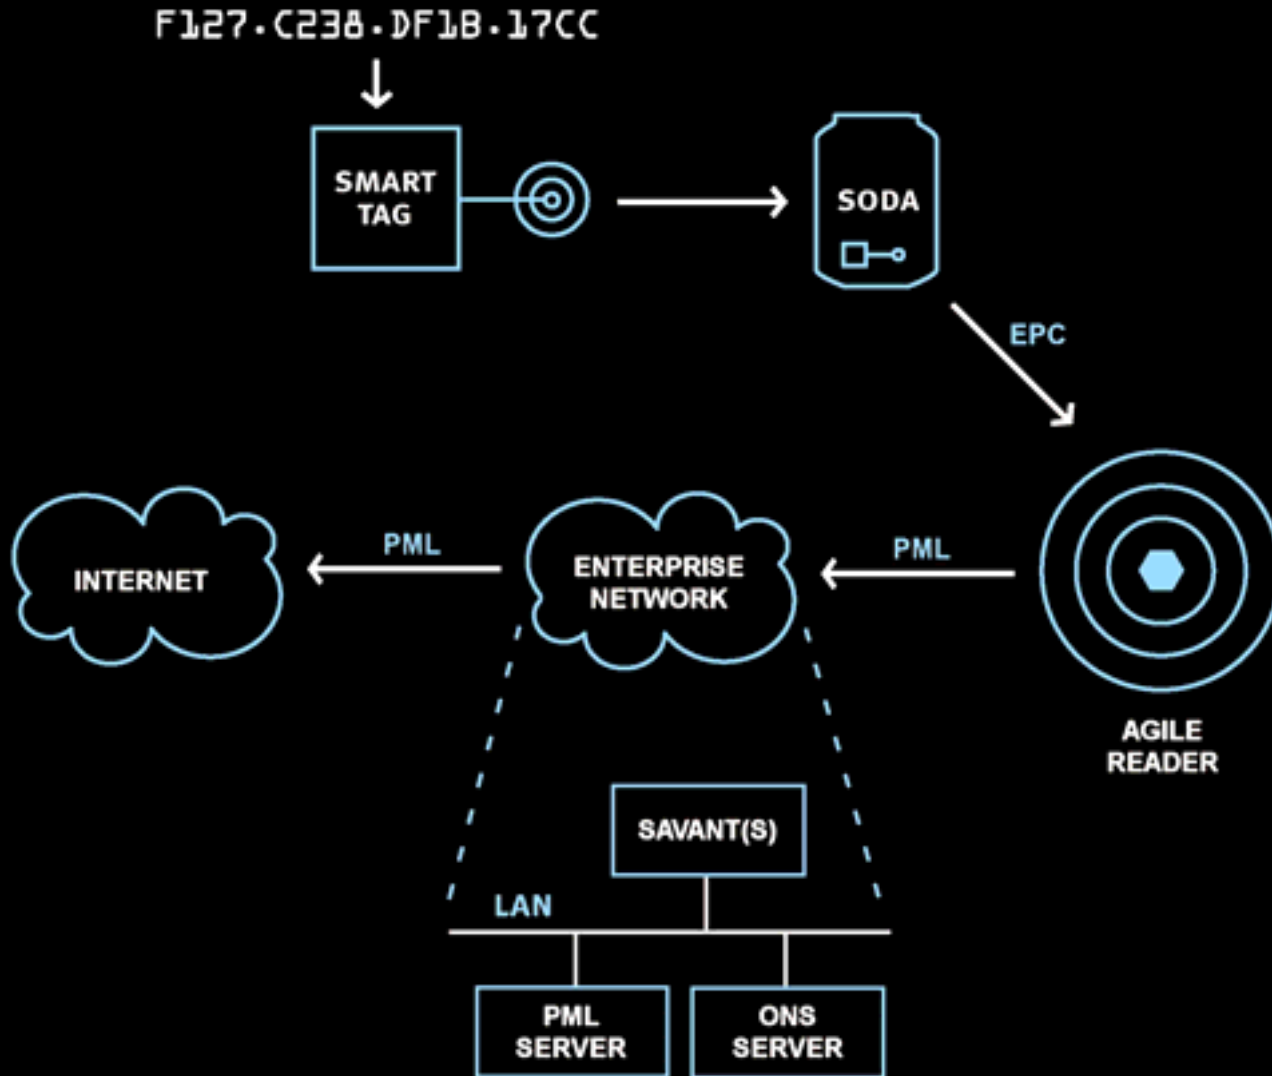 F127.C238.DF1B.17CC
SMART
TAG
SODA
EPC
INTERNET
PML
ENTERPRISE
NETWORK
PML
AGILE
READER
SAVANT(S)
LAN
PML
SERVER
ONS
SERVER